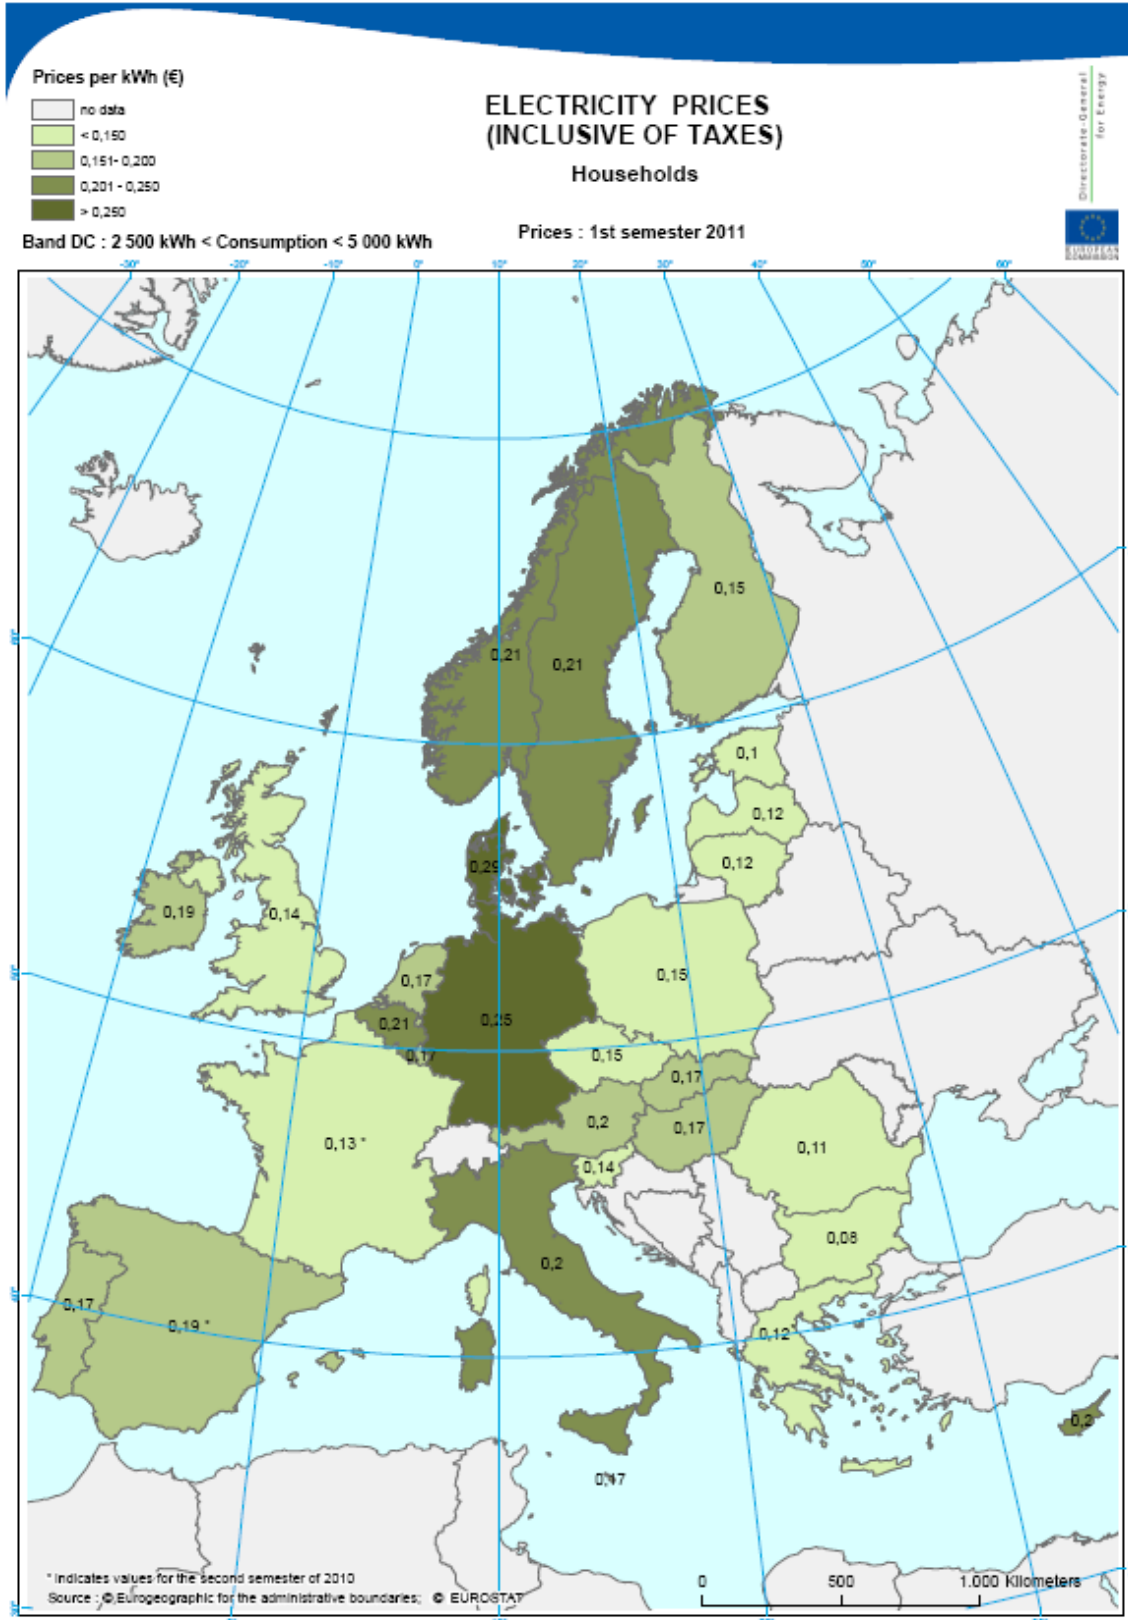 Prices per kWh (€)
no data
< 0,150
0,151- 0,200
0,201 - 0,250
> 0,250
Band DC : 2 500 kWh < Consumption < 5 000 kWh
ELECTRICITY PRICES
(INCLUSIVE OF TAXES)
Households
Prices : 1st semester 2011
Directorate-General
for Energy
EUROPEAN
COMMISSION
-30° -20° -10° 0° 10° 20° 30° 40° 50° 60°
0,15
0,21
0,21
0,1
0,12
0,12
0,29
0,19
0,14
0,17
0,15
0,21
0,25
0,17
0,15
0,17
0,2
0,17
0,13 *
0,14
0,11
0,08
0,2
0,17
0,19 *
0,12*
0,2
0,17
* Indicates values for the second semester of 2010
Source : © Eurogeographic for the administrative boundaries; © EUROSTAT
0 500 1.000 Kilometers